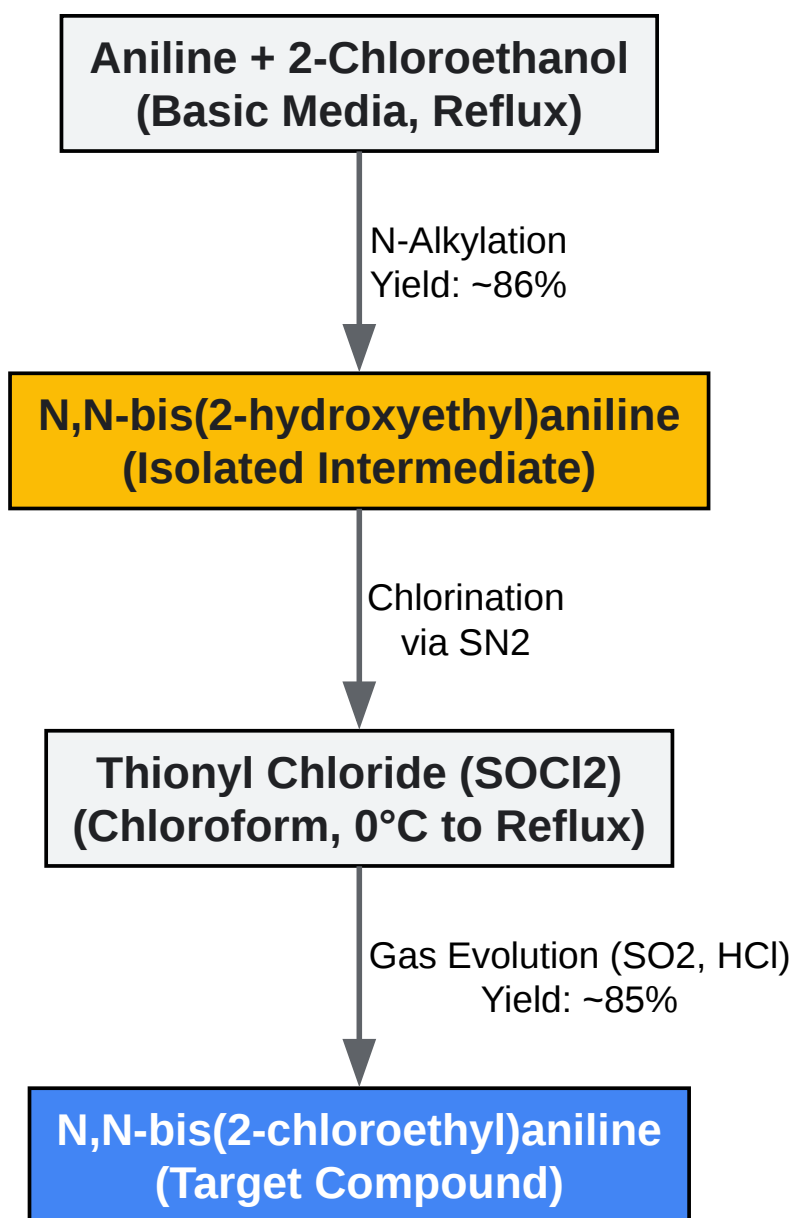 Aniline + 2-Chloroethanol
(Basic Media, Reflux)
N-Alkylation
Yield: ~86%
N,N-bis(2-hydroxyethyl)aniline
(Isolated Intermediate)
Chlorination
via SN2
Thionyl Chloride (SOCl2)
(Chloroform, 0°C to Reflux)
Gas Evolution (SO2, HCl)
Yield: ~85%
N,N-bis(2-chloroethyl)aniline
(Target Compound)